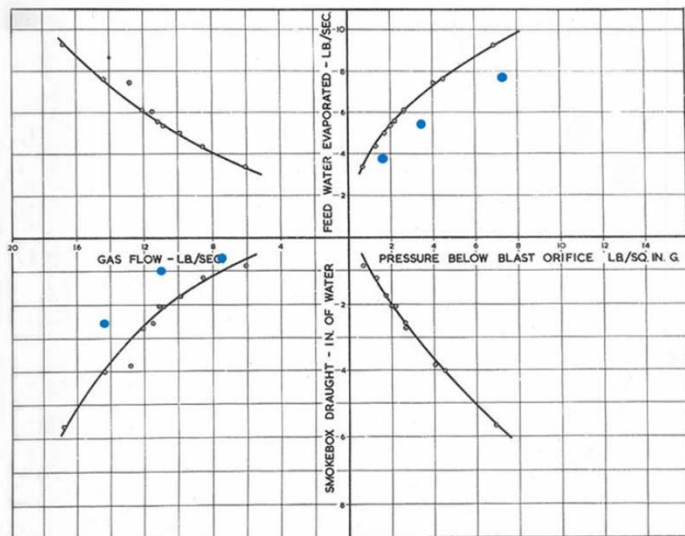 10
8
6
4
2
FEED WATER EVAPORATED - LB./SEC.
20 16 12 8 4 2 4 6 8 10 12 14
GAS FLOW - LB./SEC.
PRESSURE BELOW BLAST ORIFICE LB./SQ. IN. G.
SMOKEBOX DRAUGHT - IN. OF WATER
2
4
6
8